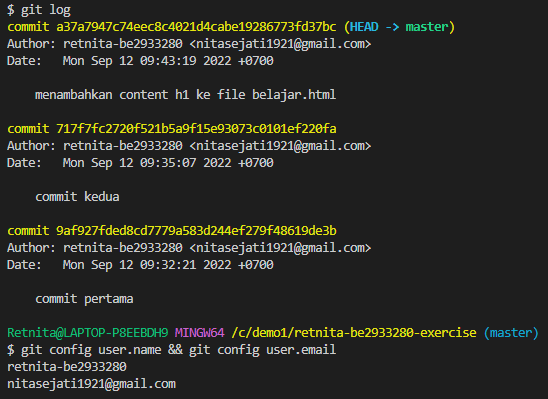 $ git log
commit a37a7947c74eec8c4021d4cabe19286773fd37bc (HEAD -> master)
Author: retnita-be2933280 <nitasejati1921@gmail.com>
Date:   Mon Sep 12 09:43:19 2022 +0700
menambahkan content h1 ke file belajar.html
commit 717f7fc2720f521b5a9f15e93073c0101ef220fa
Author: retnita-be2933280 <nitasejati1921@gmail.com>
Date:   Mon Sep 12 09:35:07 2022 +0700
commit kedua
commit 9af927fded8cd7779a583d244ef279f48619de3b
Author: retnita-be2933280 <nitasejati1921@gmail.com>
Date:   Mon Sep 12 09:32:21 2022 +0700
commit pertama
Retnita@LAPTOP-P8EEBDH9 MINGW64 /c/demo1/retnita-be2933280-exercise (master)
$ git config user.name && git config user.email
retnita-be2933280
nitasejati1921@gmail.com